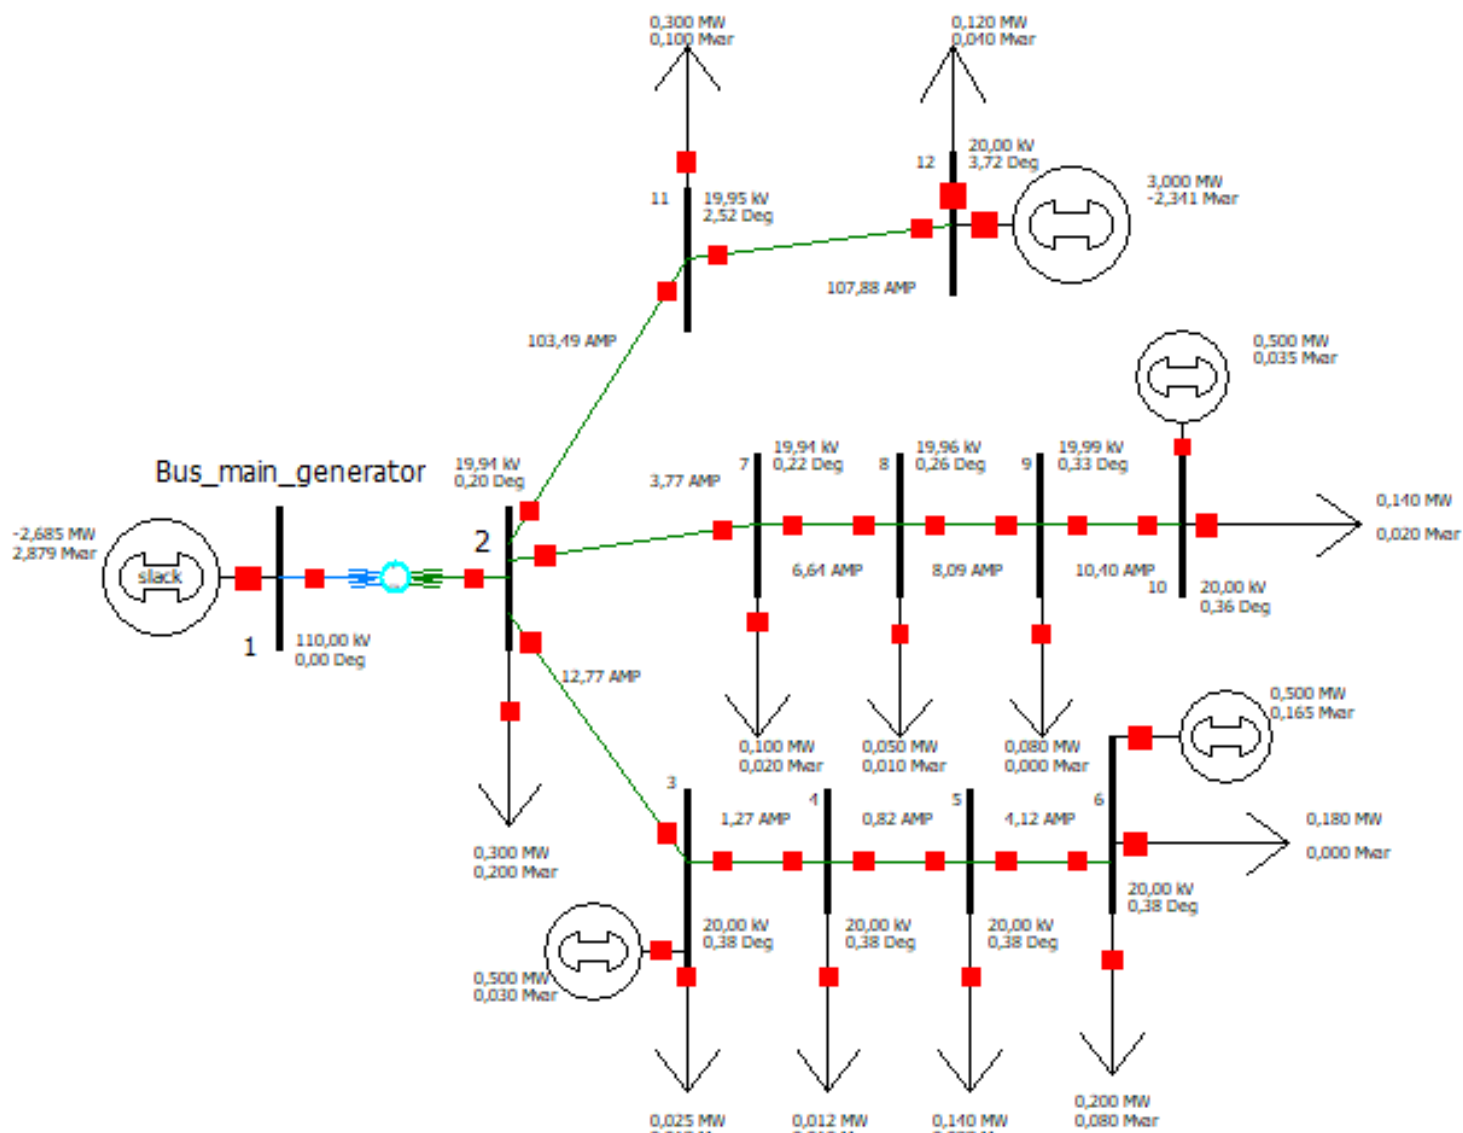 0,300 MW
0,100 Mvar
0,120 MW
0,040 Mvar
12
20,00 kV
3,72 Deg
3,000 MW
-2,341 Mvar
11
19,95 kV
2,52 Deg
107,88 AMP
103,49 AMP
0,500 MW
0,035 Mvar
Bus_main_generator
19,94 kV
0,20 Deg
3,77 AMP
7
19,94 kV
0,22 Deg
8
19,96 kV
0,26 Deg
9
19,99 kV
0,33 Deg
0,140 MW
0,020 Mvar
-2,685 MW
2,879 Mvar
slack
2
6,64 AMP
8,09 AMP
10,40 AMP
10
20,00 kV
0,36 Deg
1
110,00 kV
0,00 Deg
12,77 AMP
0,500 MW
0,165 Mvar
0,100 MW
0,020 Mvar
0,050 MW
0,010 Mvar
0,080 MW
0,000 Mvar
3
1,27 AMP
4
0,82 AMP
5
4,12 AMP
6
0,180 MW
0,000 Mvar
0,300 MW
0,200 Mvar
20,00 kV
0,38 Deg
20,00 kV
0,38 Deg
20,00 kV
0,38 Deg
20,00 kV
0,38 Deg
0,500 MW
0,030 Mvar
0,025 MW
0,012 MW
0,140 MW
0,200 MW
0,080 Mvar